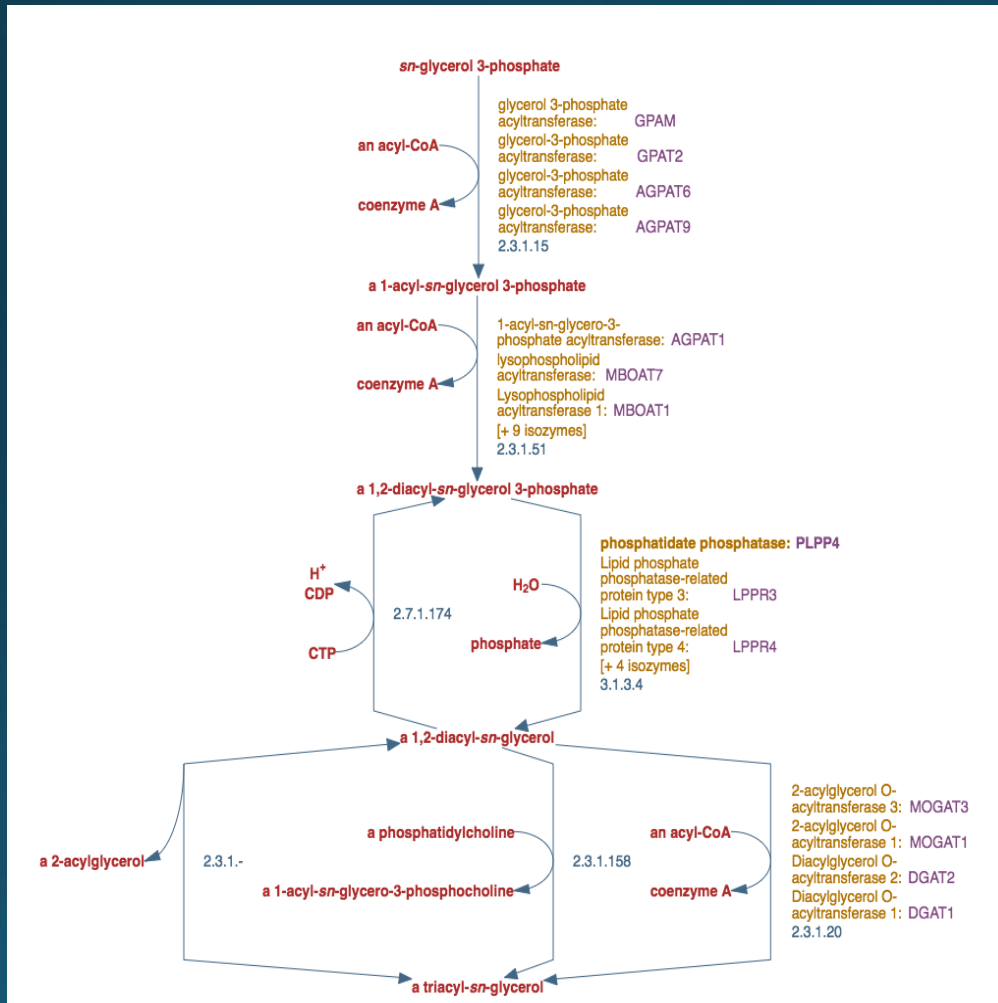 sn-glycerol 3-phosphate
glycerol 3-phosphate
acyltransferase: GPAM
glycerol-3-phosphate
acyltransferase: GPAT2
glycerol-3-phosphate
acyltransferase: AGPAT6
glycerol-3-phosphate
acyltransferase: AGPAT9
2.3.1.15
an acyl-CoA
coenzyme A
a 1-acyl-sn-glycerol 3-phosphate
an acyl-CoA
coenzyme A
1-acyl-sn-glycero-3-
phosphate acyltransferase: AGPAT1
lysophospholipid
acyltransferase: MBOAT7
Lysophospholipid
acyltransferase 1: MBOAT1
[+ 9 isozymes]
2.3.1.51
a 1,2-diacyl-sn-glycerol 3-phosphate
H+
CDP
CTP
2.7.1.174
H2O
phosphate
phosphatidate phosphatase: PLPP4
Lipid phosphate
phosphatase-related
protein type 3: LPPR3
Lipid phosphate
phosphatase-related
protein type 4: LPPR4
[+ 4 isozymes]
3.1.3.4
a 1,2-diacyl-sn-glycerol
a 2-acylglycerol
2.3.1.-
a phosphatidylcholine
a 1-acyl-sn-glycero-3-phosphocholine
2.3.1.158
an acyl-CoA
coenzyme A
2-acylglycerol O-
acyltransferase 3: MOGAT3
2-acylglycerol O-
acyltransferase 1: MOGAT1
Diacylglycerol O-
acyltransferase 2: DGAT2
Diacylglycerol O-
acyltransferase 1: DGAT1
2.3.1.20
a triacyl-sn-glycerol